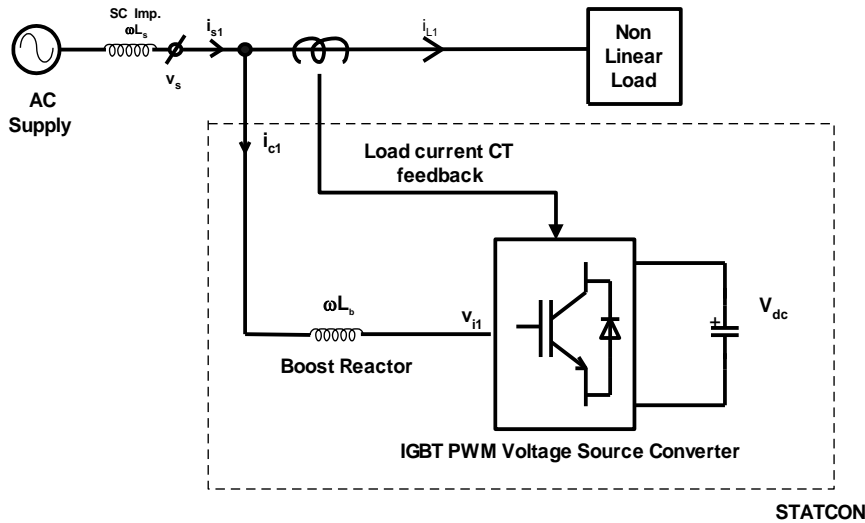 SC Imp.
ωLs
is1
iL1
vs
AC
Supply
Non
Linear
Load
ic1
Load current CT
feedback
ωLb
vi1
Boost Reactor
+
Vdc
IGBT PWM Voltage Source Converter
STATCON